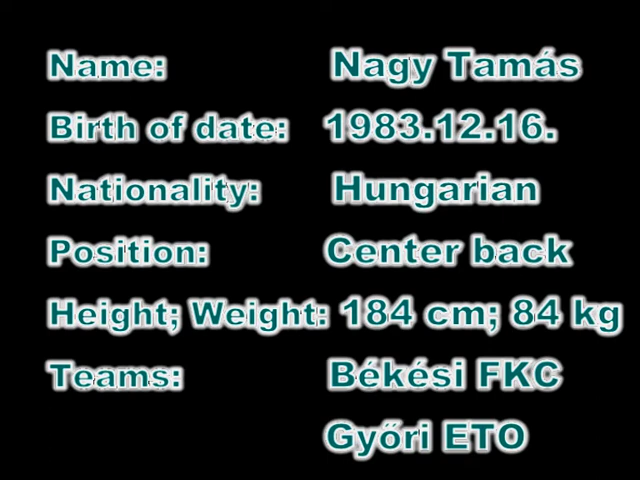 Name: Nagy Tamás
Birth of date: 1983.12.16.
Nationality: Hungarian
Position: Center back
Height; Weight: 184 cm; 84 kg
Teams: Békési FKC
Győri ETO